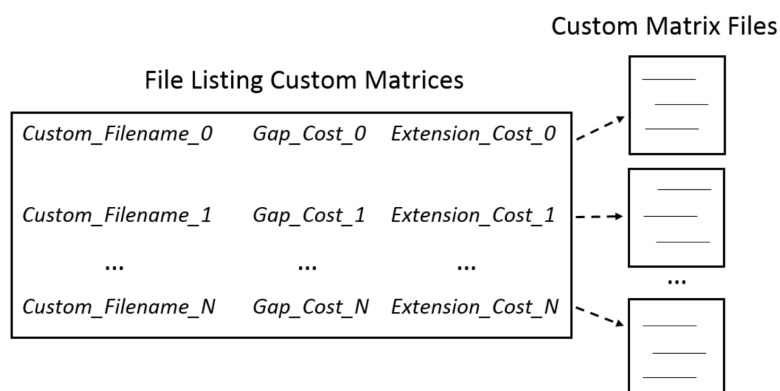 Custom Matrix Files
File Listing Custom Matrices
Custom_Filename_0 Gap_Cost_0 Extension_Cost_0
Custom_Filename_1 Gap_Cost_1 Extension_Cost_1
... ... ...
Custom_Filename_N Gap_Cost_N Extension_Cost_N
...